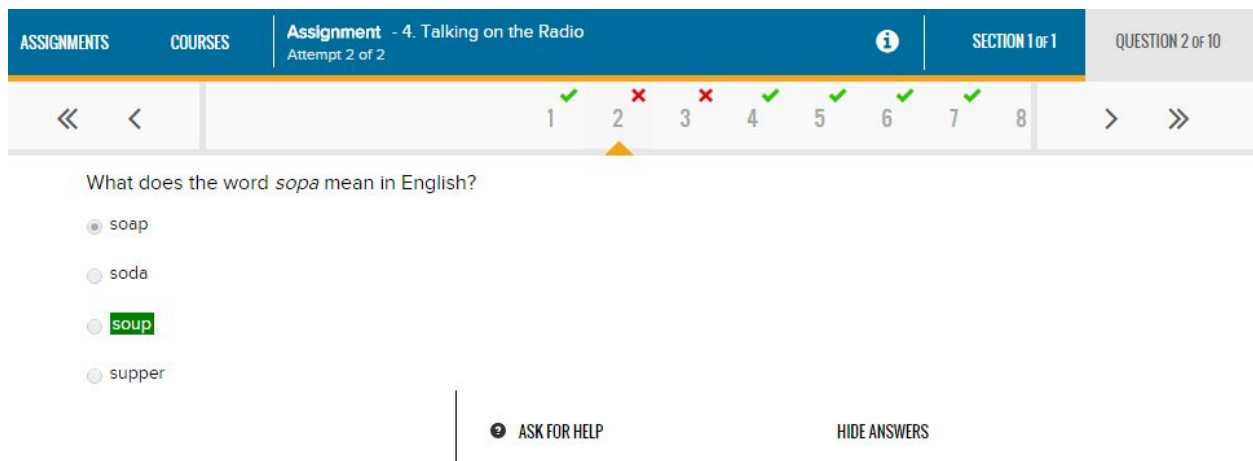 ASSIGNMENTS COURSES Assignment - 4. Talking on the Radio SECTION 1 OF 1 QUESTION 2 OF 10
Attempt 2 of 2
1 2 3 4 5 6 7 8
What does the word sopa mean in English?
soap
soda
soup
supper
ASK FOR HELP HIDE ANSWERS